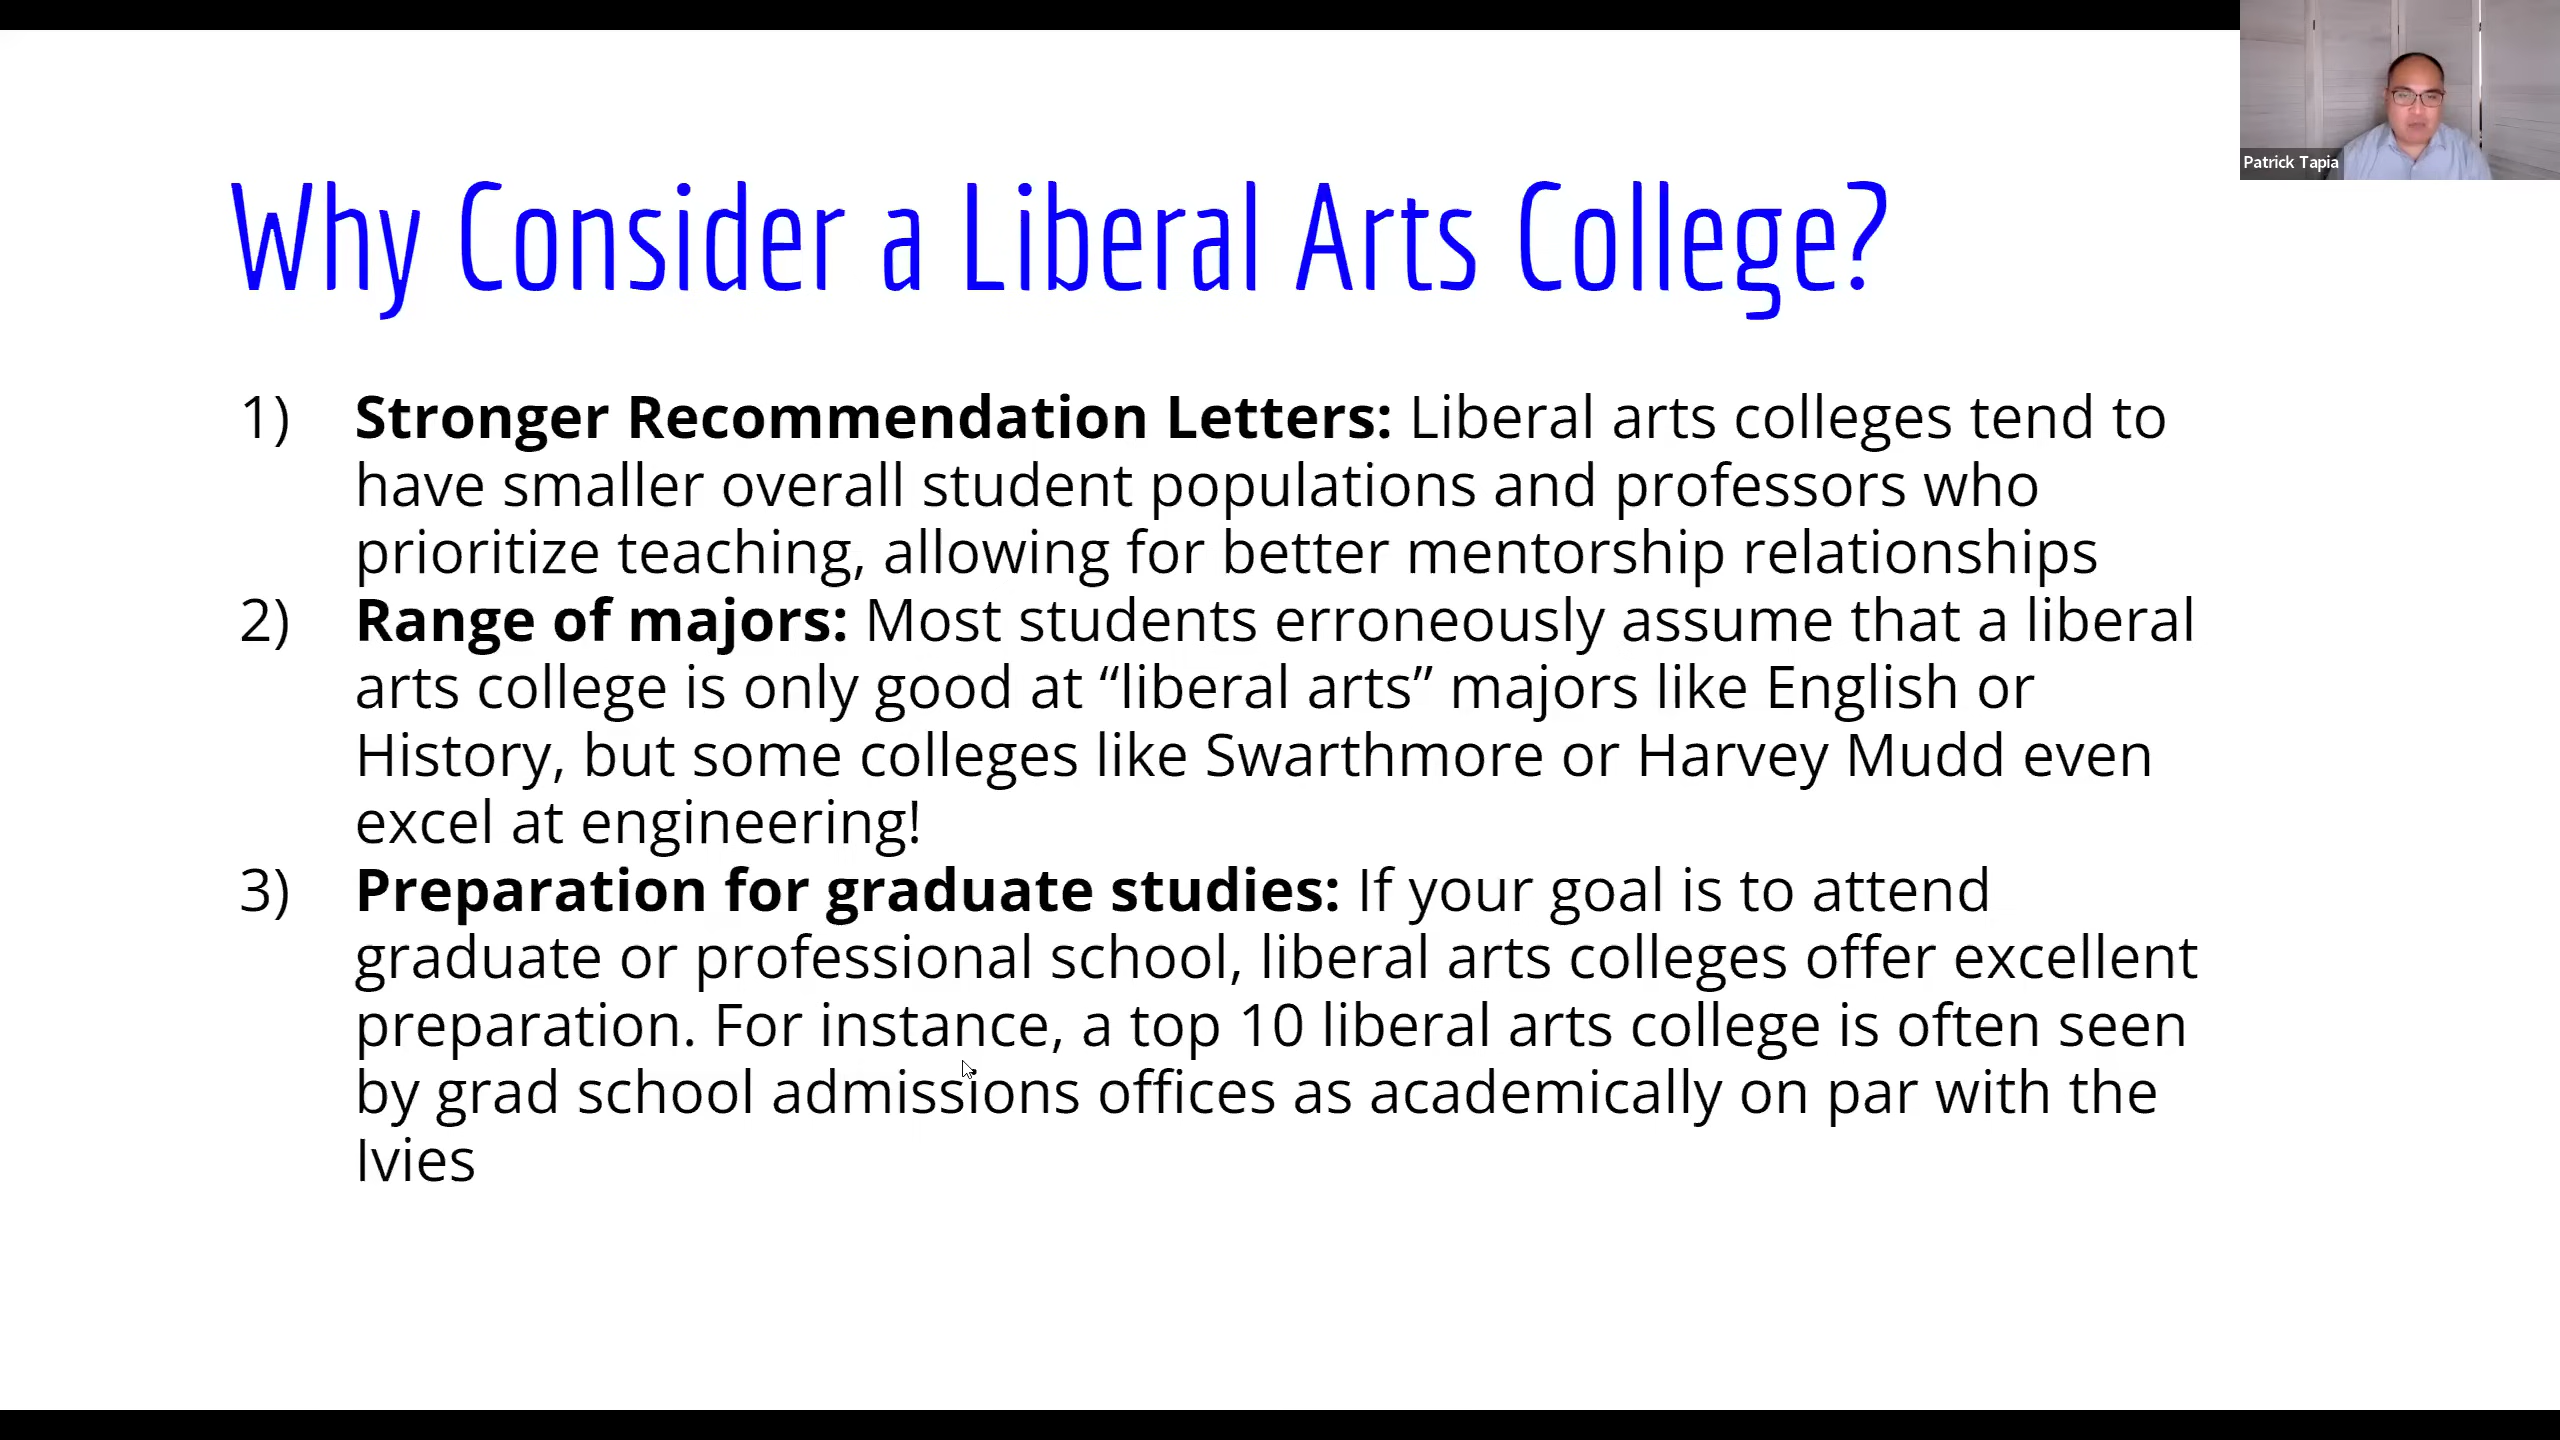 Patrick Tapia
Why Consider a Liberal Arts College?
1) Stronger Recommendation Letters: Liberal arts colleges tend to
have smaller overall student populations and professors who
prioritize teaching, allowing for better mentorship relationships
2) Range of majors: Most students erroneously assume that a liberal
arts college is only good at “liberal arts” majors like English or
History, but some colleges like Swarthmore or Harvey Mudd even
excel at engineering!
3) Preparation for graduate studies: If your goal is to attend
graduate or professional school, liberal arts colleges offer excellent
preparation. For instance, a top 10 liberal arts college is often seen
by grad school admissions offices as academically on par with the
Ivies